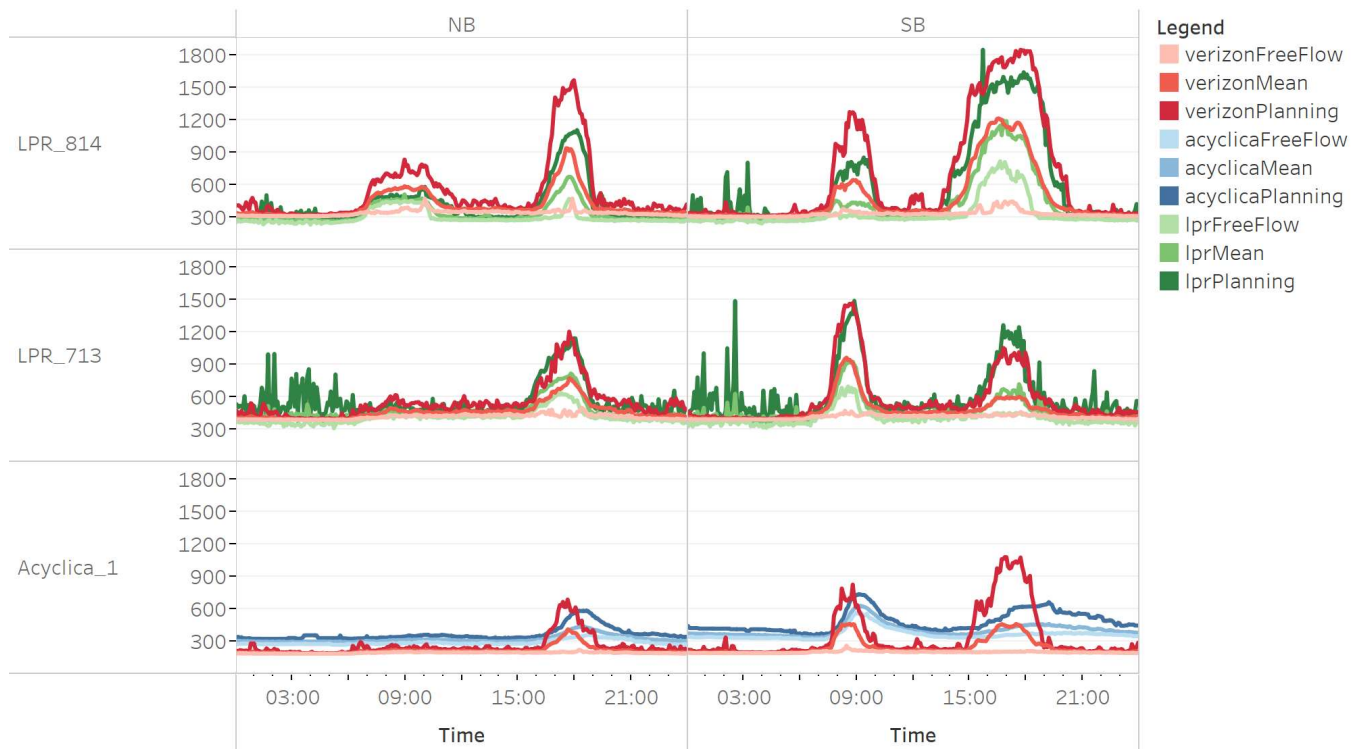 NB
SB
LPR_814
1800
1500
1200
900
600
300
LPR_713
1800
1500
1200
900
600
300
Acyclica_1
1800
1500
1200
900
600
300
03:00
09:00
15:00
21:00
03:00
09:00
15:00
21:00
Time
Time
Legend
verizonFreeFlow
verizonMean
verizonPlanning
acyclicaFreeFlow
acyclicaMean
acyclicaPlanning
lprFreeFlow
lprMean
lprPlanning